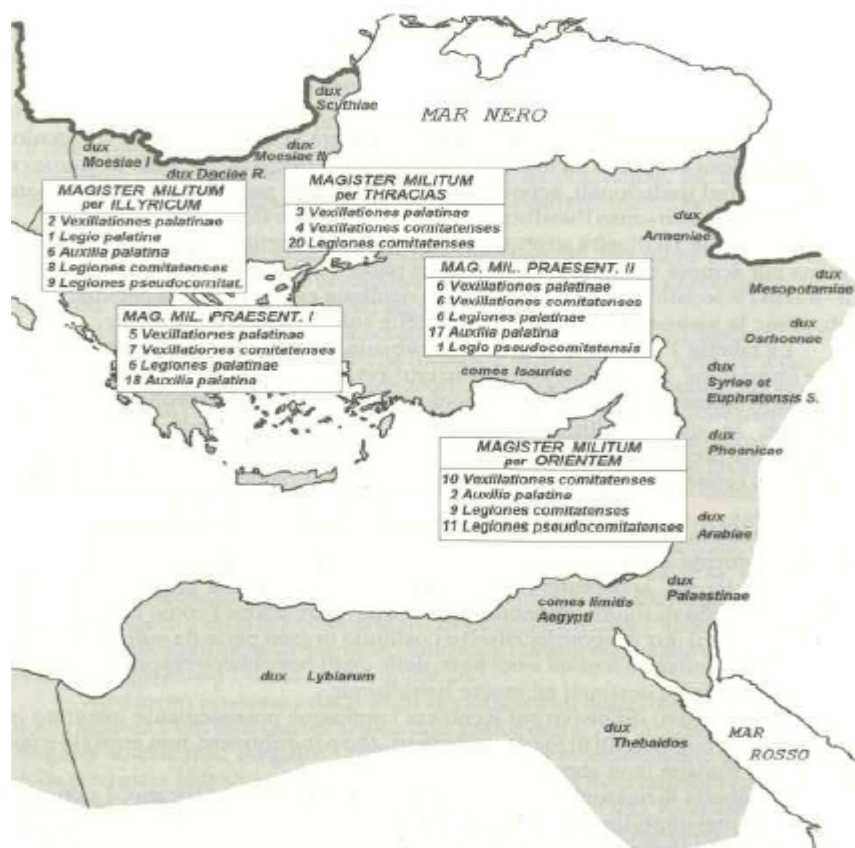 dux
Scythiae
MAR NERO
dux
Moesiae I
dux Daciae R.
Moesiae II
dux
MAGISTER MILITUM
per ILLYRICUM
2 Vexillationes palatinae
1 Legio palatina
6 Auxilia palatina
8 Legiones comitatenses
9 Legiones pseudocomitat.
MAGISTER MILITUM
per THRACIAS
3 Vexillationes palatinae
4 Vexillationes comitatenses
20 Legiones comitatenses
dux
Armeniae
dux
Mesopotamiae
MAG. MIL. PRAESENT. II
6 Vexillationes palatinae
6 Vexillationes comitatenses
6 Legiones palatinae
17 Auxilia palatina
1 Legio pseudocomitatensis
MAG. MIL. PRAESENT. I
5 Vexillationes palatinae
7 Vexillationes comitatenses
6 Legiones palatinae
18 Auxilia palatina
dux
Osrhoenae
comes Isauriae
dux
Syriae et
Euphratensis S.
dux
Phoenicae
MAGISTER MILITUM
per ORIENTEM
10 Vexillationes comitatenses
2 Auxilia palatina
9 Legiones comitatenses
11 Legiones pseudocomitatenses
dux
Arabiae
dux
Palaestinae
comes limitis
Aegypti
dux Lybiarum
dux
Thebaidos
MAR
ROSSO